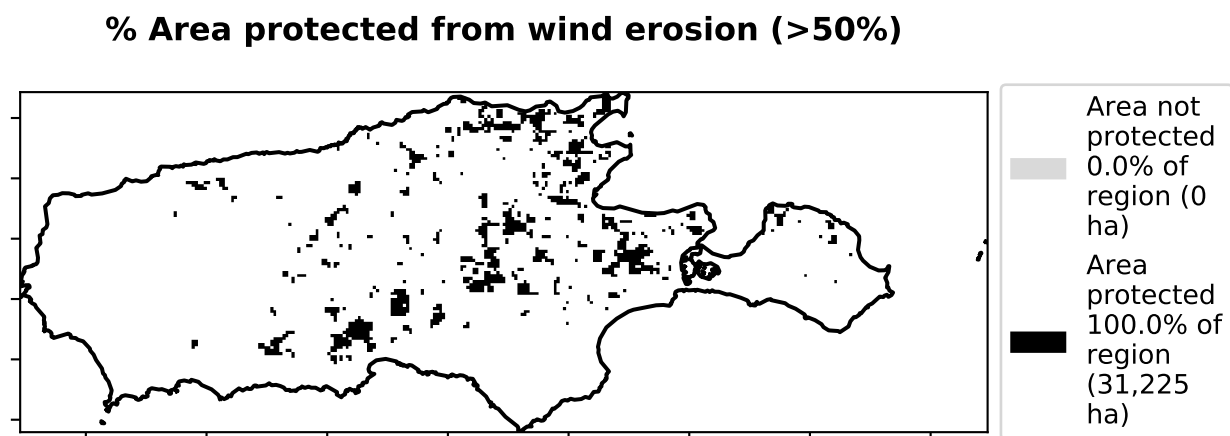 % Area protected from wind erosion (>50%)
Area not
protected
0.0% of
region (0
ha)
Area
protected
100.0% of
region
(31,225
ha)